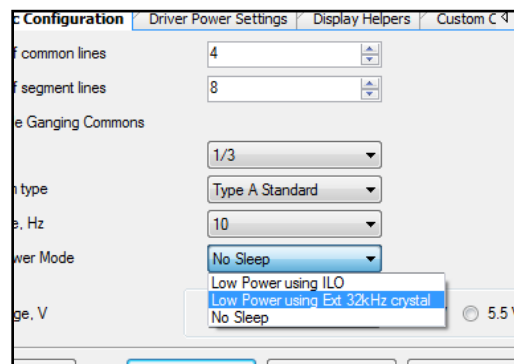 c Configuration Driver Power Settings Display Helpers Custom C
f common lines 4
f segment lines 8
e Ganging Commons
1/3
n type Type A Standard
e, Hz 10
wer Mode No Sleep
Low Power using ILO
Low Power using Ext 32kHz crystal
ge, V No Sleep 5.5 V